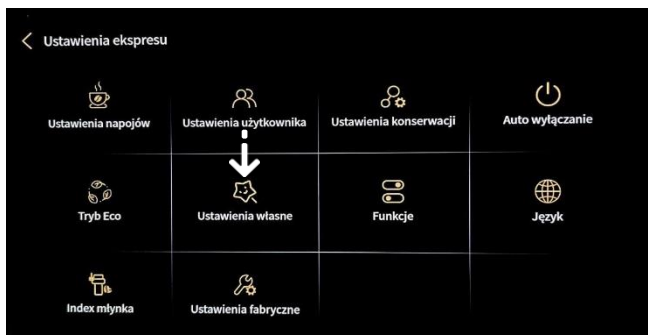 Ustawienia ekspresu
Ustawienia napojów
Ustawienia użytkownika
Ustawienia konserwacji
Auto wyłączanie
Tryb Eco
Ustawienia własne
Funkcje
Język
Index młynka
Ustawienia fabryczne